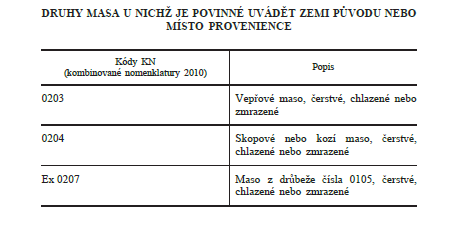 DRUHY MASA U NICHŽ JE POVINNÉ UVÁDĚT ZEMI PŮVODU NEBO
MÍSTO PROVENIENCE
Kódy KN
(kombinované nomenklatury 2010)
Popis
0203
Vepřové maso, čerstvé, chlazené nebo
zmrazené
0204
Skopové nebo kozí maso, čerstvé,
chlazené nebo zmrazené
Ex 0207
Maso z drůbeže čísla 0105, čerstvé,
chlazené nebo zmrazené